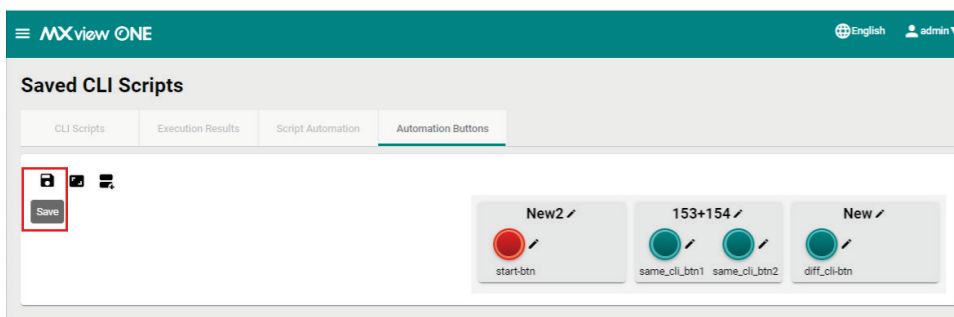 MXview ONE English admin
Saved CLI Scripts
CLI Scripts Execution Results Script Automation Automation Buttons
Save
New2 153+154 New
start-btn same_cli_btn1 same_cli_btn2 diff_cli-btn